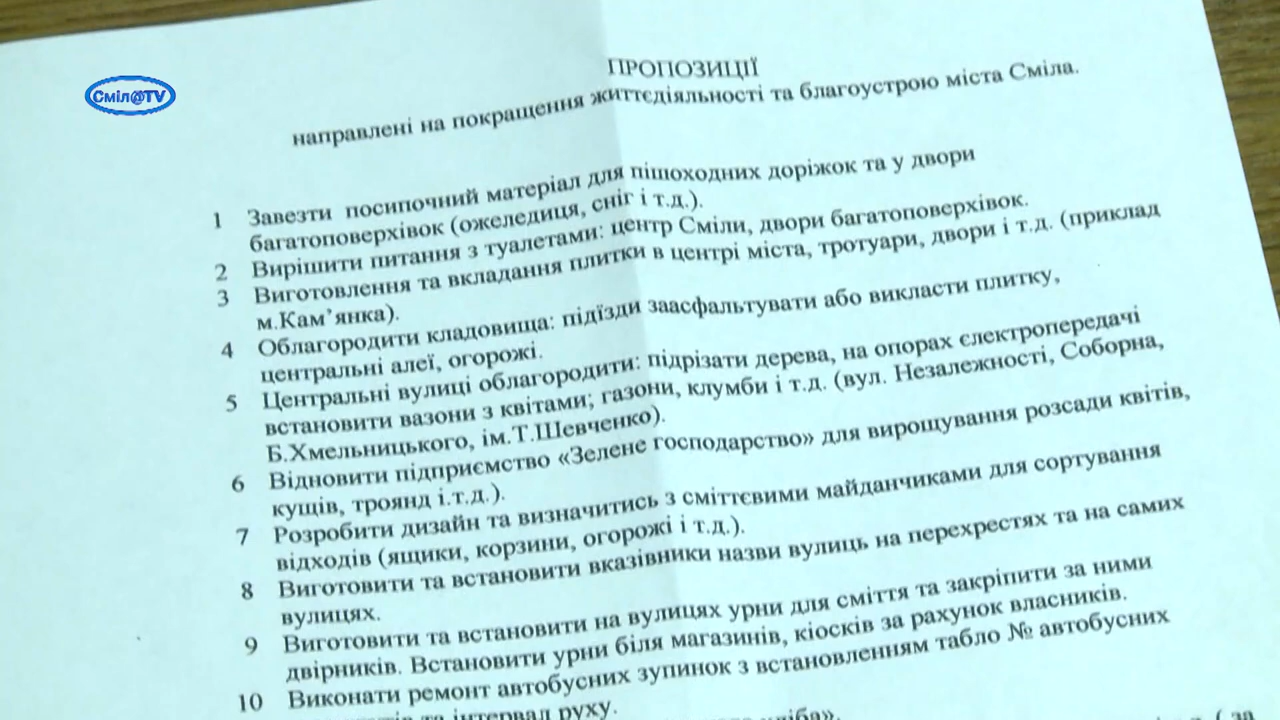 Сміл@TV
ПРОПОЗИЦІЇ
направлені на покращення життєдіяльності та благоустрою міста Сміла.
1 Завезти посипочний матеріал для пішоходних доріжок та у двори
багатоповерхівок (ожеледиця, сніг і т.д.).
2 Вирішити питання з туалетами: центр Сміли, двори багатоповерхівок.
3 Виготовлення та вкладання плитки в центрі міста, тротуари, двори і т.д. (приклад
м.Кам’янка).
4 Облагородити кладовища: підїзди заасфальтувати або викласти плитку,
центральні алеї, огорожі.
5 Центральні вулиці облагородити: підрізати дерева, на опорах єлектропередачі
встановити вазони з квітами; газони, клумби і т.д. (вул. Незалежності, Соборна,
Б.Хмельницького, ім.Т.Шевченко).
6 Відновити підприємство «Зелене господарство» для вирощування розсади квітів,
кущів, троянд і.т.д.).
7 Розробити дизайн та визначитись з сміттєвими майданчиками для сортування
відходів (ящики, корзини, огорожі і т.д.).
8 Виготовити та встановити вказівники назви вулиць на перехрестях та на самих
вулицях.
9 Виготовити та встановити на вулицях урни для сміття та закріпити за ними
двірників. Встановити урни біля магазинів, кіосків за рахунок власників.
10 Виконати ремонт автобусних зупинок з встановленням табло № автобусних
та інтервал руху.
( за